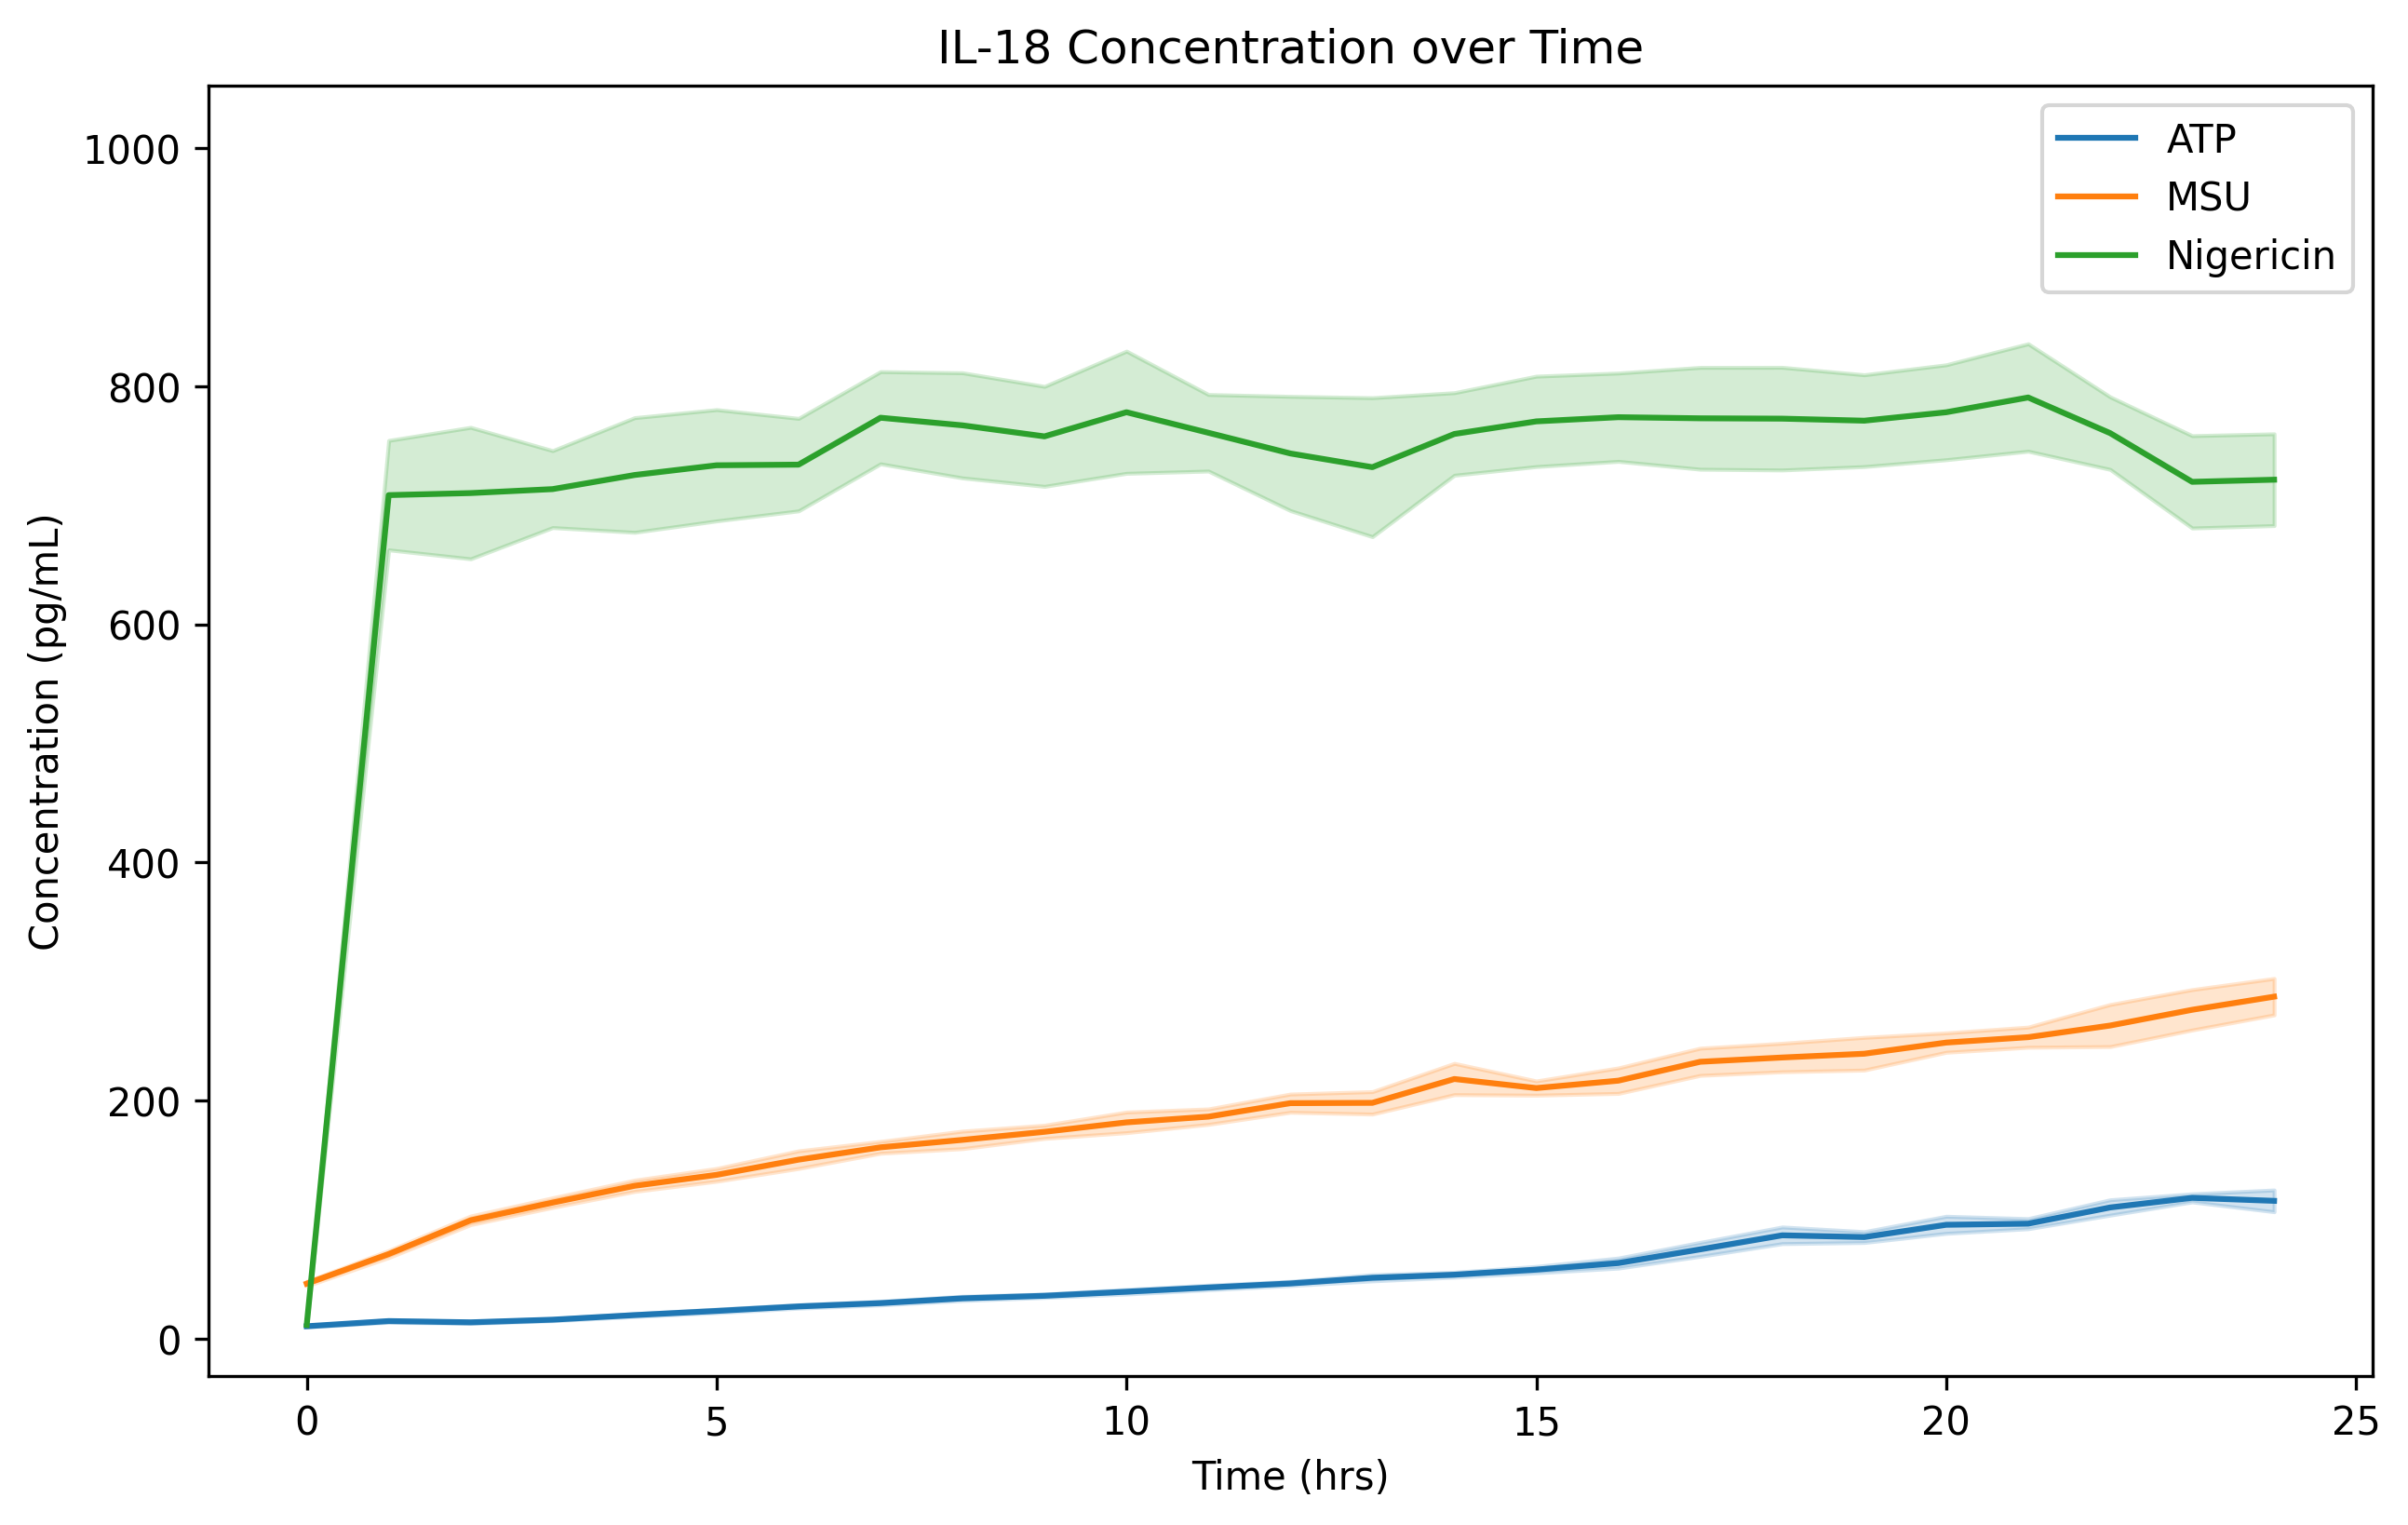 IL-18 Concentration over Time
1000
800
600
400
200
0
Concentration (pg/mL)
ATP
MSU
Nigericin
0 5 10 15 20 25
Time (hrs)